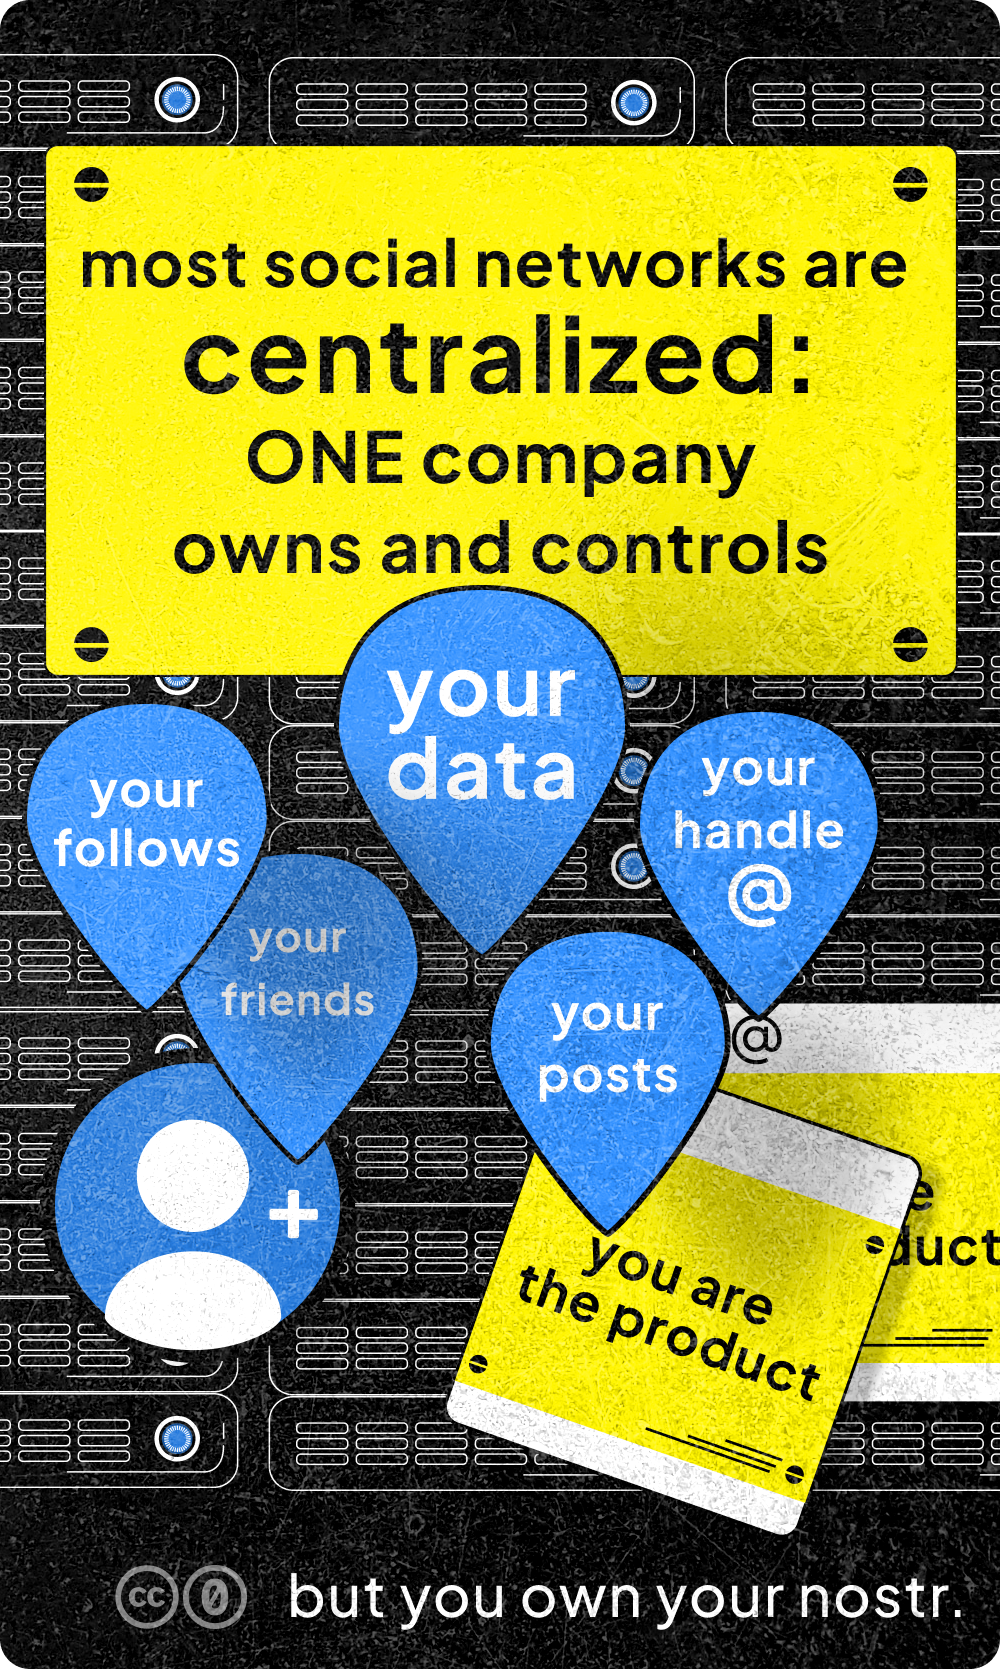 most social networks are
centralized:
ONE company
owns and controls
your
data
your
follows
your
handle
@
your
friends
your
posts
@
you are
the product
e
duct
cc 0
but you own your nostr.